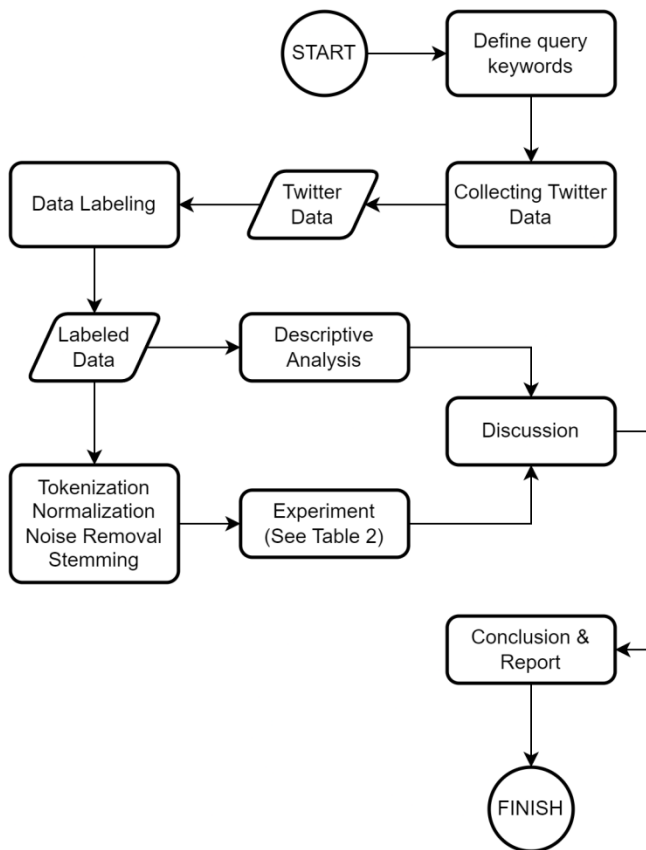 START
Define query
keywords
Data Labeling
Twitter
Data
Collecting Twitter
Data
Labeled
Data
Descriptive
Analysis
Discussion
Tokenization
Normalization
Noise Removal
Stemming
Experiment
(See Table 2)
Conclusion &
Report
FINISH